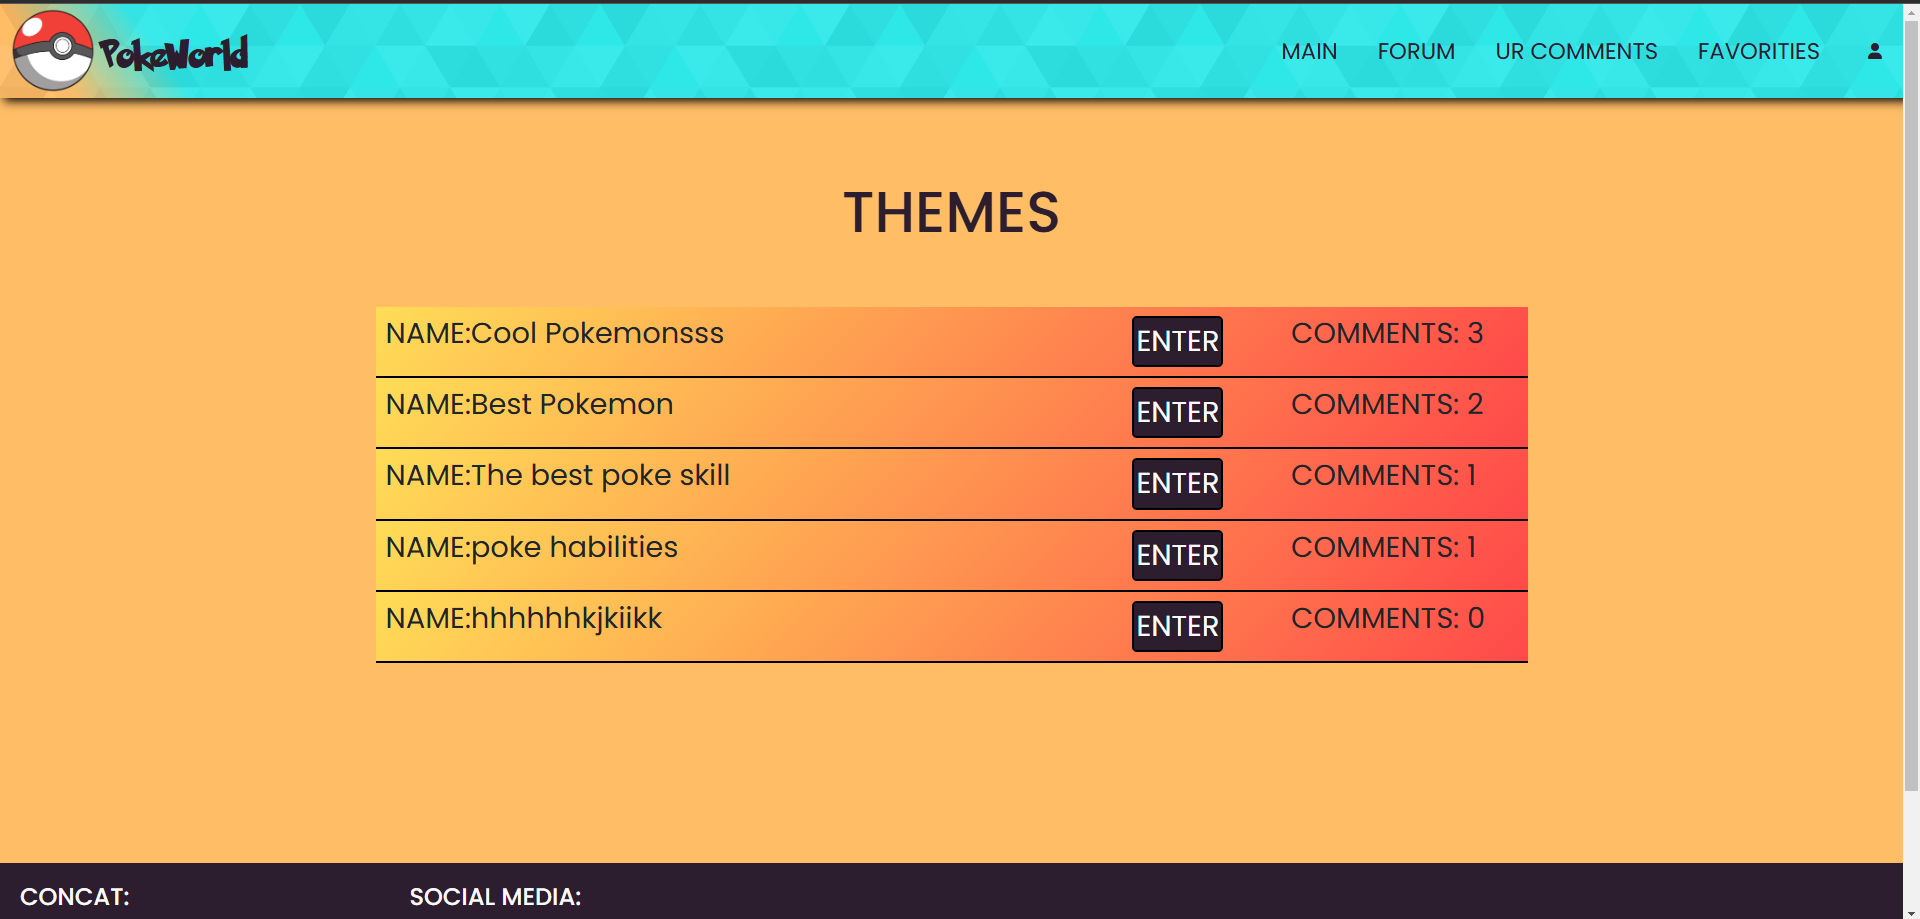 PokeWorld
MAIN FORUM UR COMMENTS FAVORITIES
THEMES
NAME:Cool Pokemonsss ENTER COMMENTS: 3
NAME:Best Pokemon ENTER COMMENTS: 2
NAME:The best poke skill ENTER COMMENTS: 1
NAME:poke habilities ENTER COMMENTS: 1
NAME:hhhhhhkjkiikk ENTER COMMENTS: 0
CONCAT: SOCIAL MEDIA: